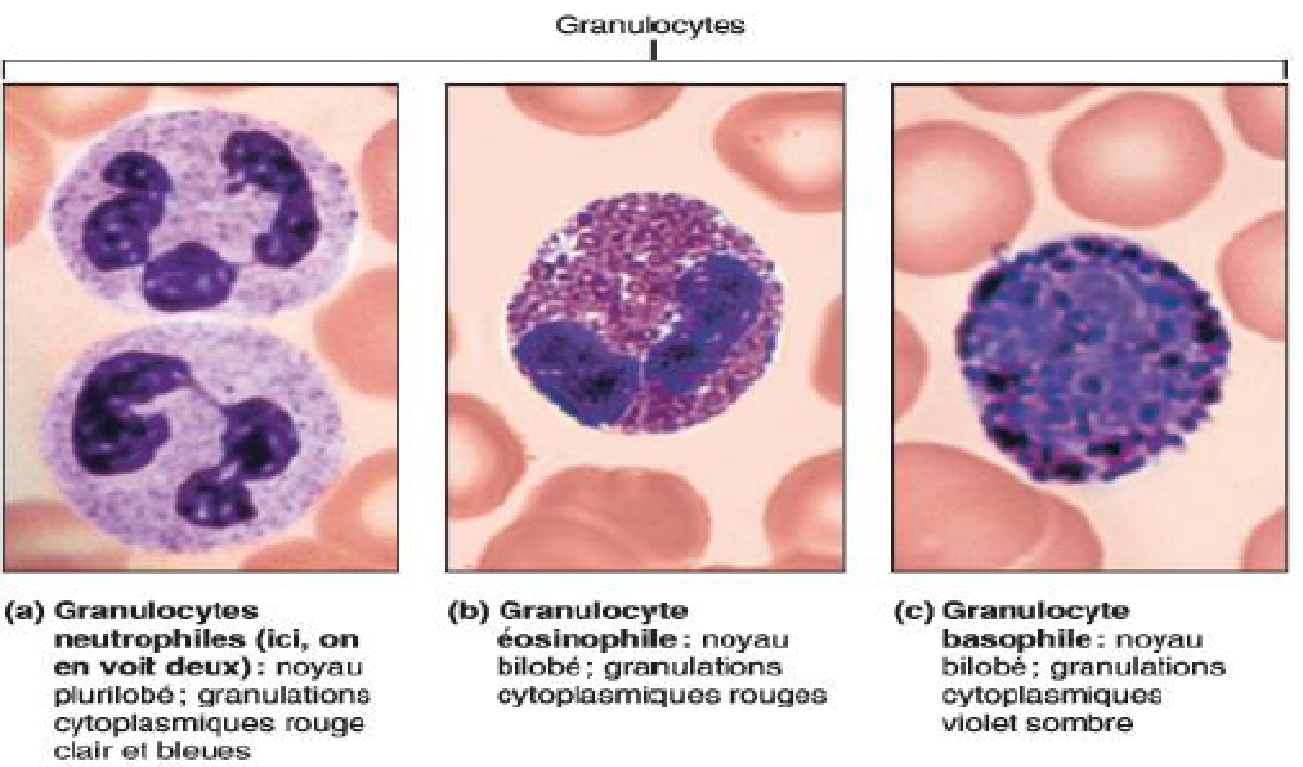 Granulocytes
(a) Granulocytes
neutrophiles (ici, on
en voit deux) : noyau
plurilobé ; granulations
cytoplasmiques rouge
clair et bleues
(b) Granulocyte
éosinophile : noyau
bilobé ; granulations
cytoplasmiques rouges
(c) Granulocyte
basophile : noyau
bilobé ; granulations
cytoplasmiques
violet sombre